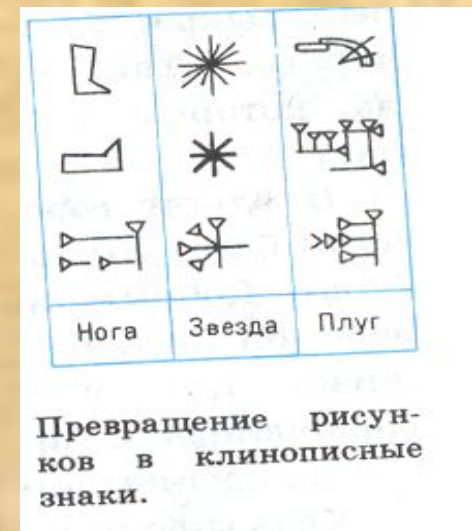 Нога Звезда Плуг
Превращение рисун-
ков в клинописные
знаки.